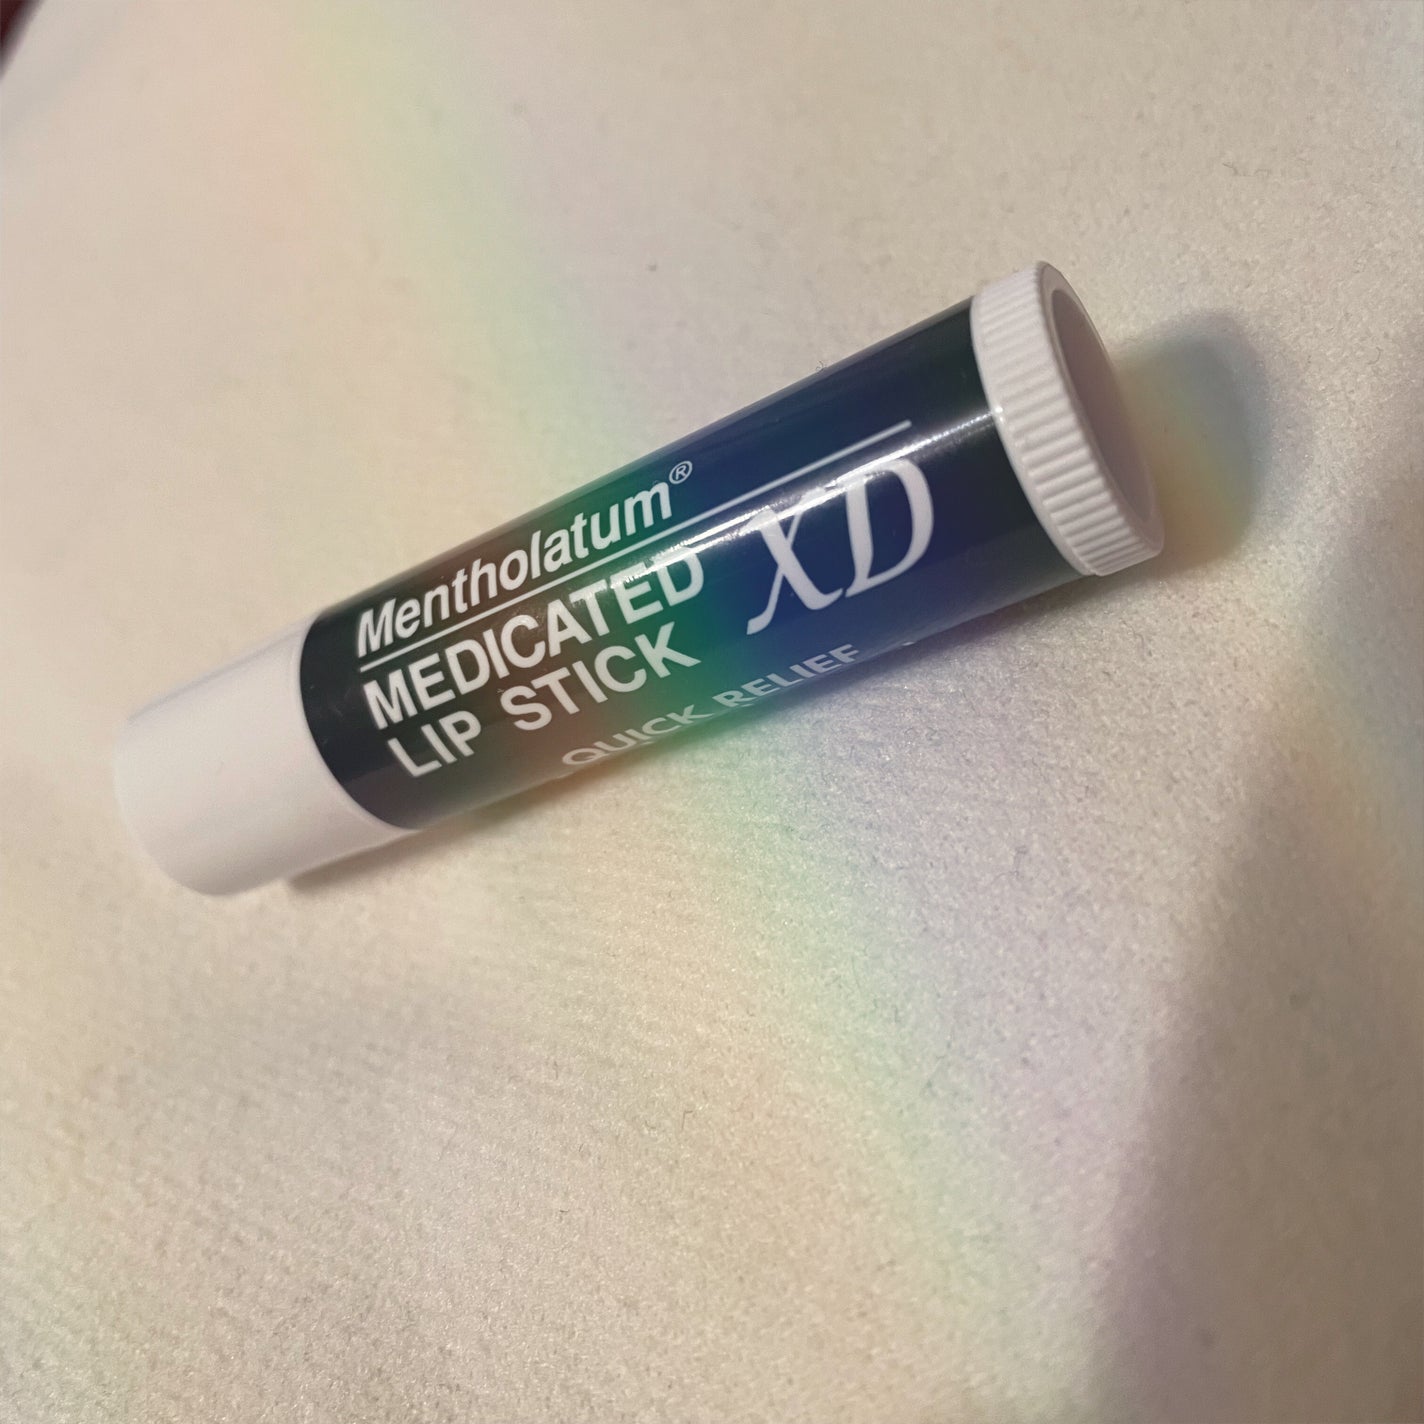 Mentholatum®
MEDICATED
LIP STICK
XD
QUICK RELIEF